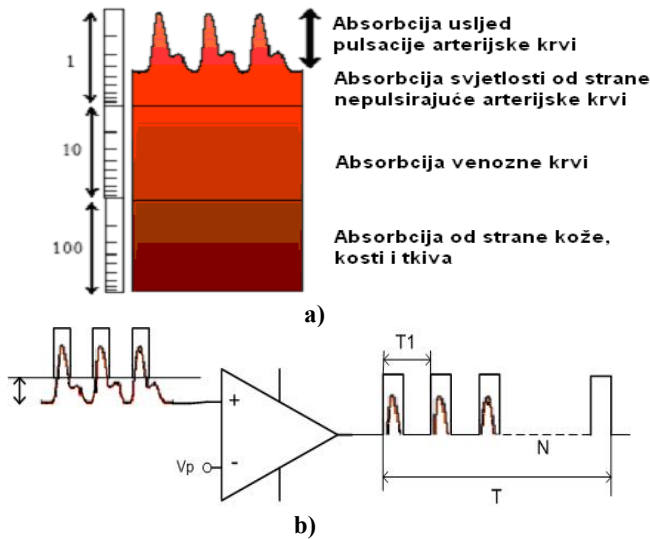 1
Absorbcija usljed
pulsacije arterijske krvi
Absorbcija svjetlosti od strane
nepulsirajuće arterijske krvi
10
Absorbcija venozne krvi
100
Absorbcija od strane kože,
kosti i tkiva
a)
T1
+
Vp
-
N
T
b)